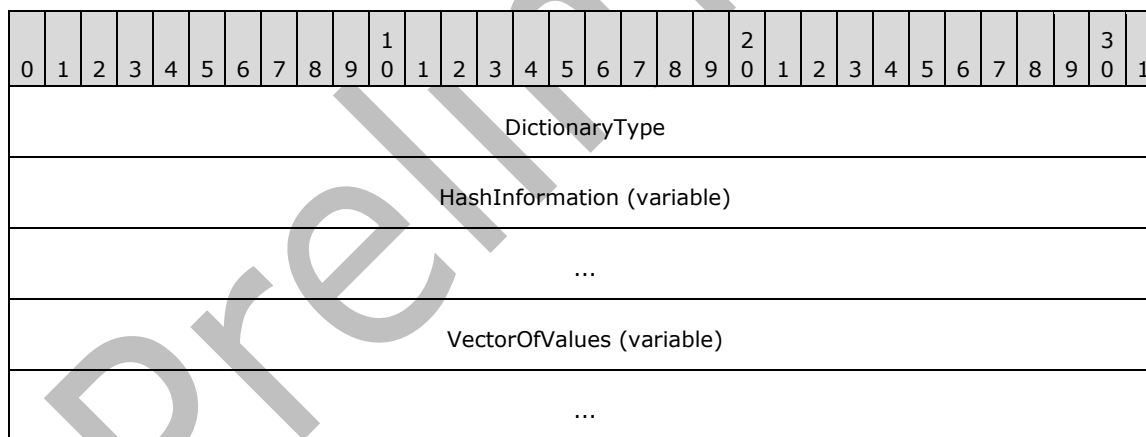 1 2 3
0 1 2 3 4 5 6 7 8 9 0 1 2 3 4 5 6 7 8 9 0 1 2 3 4 5 6 7 8 9 0 1
DictionaryType
HashInformation (variable)
...
VectorOfValues (variable)
...
Prelim